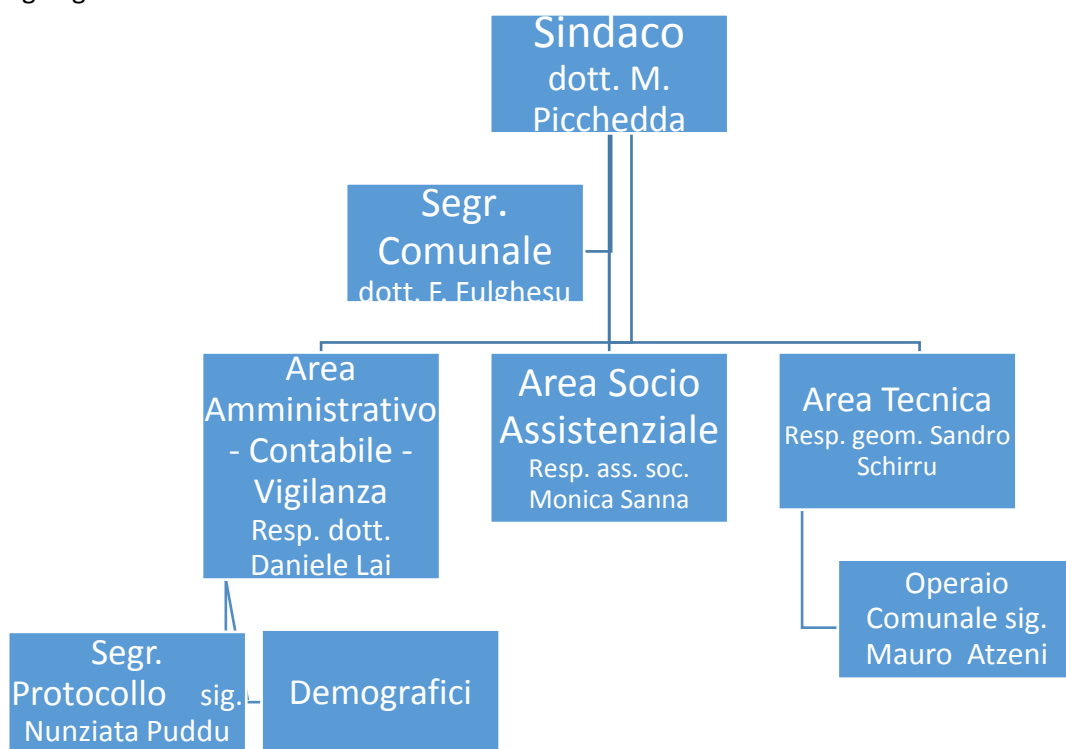 Sindaco
dott. M.
Picchedda
Segr.
Comunale
dott. F. Fulghesu
Area
Amministrativo
- Contabile -
Vigilanza
Resp. dott.
Daniele Lai
Area Socio
Assistenziale
Resp. ass. soc.
Monica Sanna
Area Tecnica
Resp. geom. Sandro
Schirru
Operaio
Comunale sig.
Mauro Atzeni
Segr.
Protocollo sig.
Nunziata Puddu
Demografici